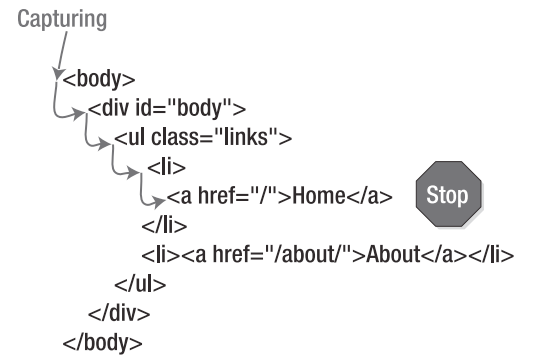 Capturing
<body>
<div id="body">
<ul class="links">
<li>
<a href="/">Home</a>
Stop
</li>
<li><a href="/about/">About</a></li>
</ul>
</div>
</body>